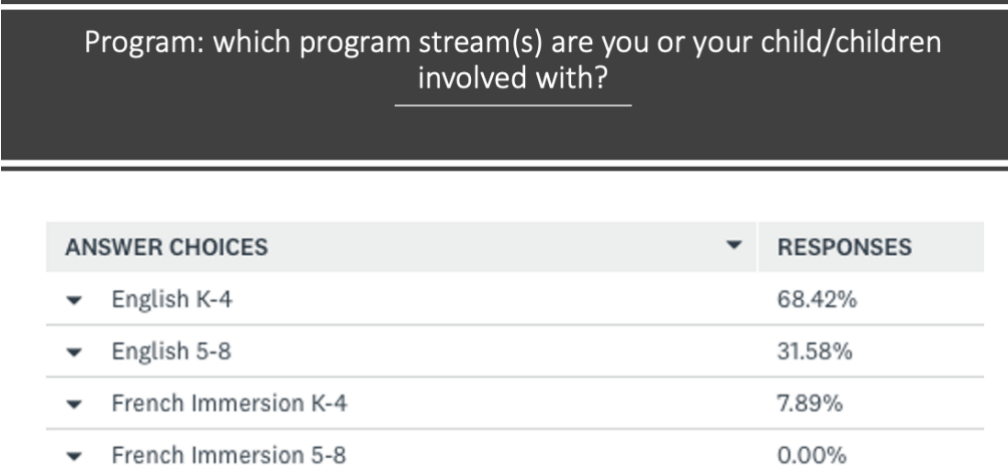 Program: which program stream(s) are you or your child/children
involved with?
ANSWER CHOICES RESPONSES
English K-4 68.42%
English 5-8 31.58%
French Immersion K-4 7.89%
French Immersion 5-8 0.00%